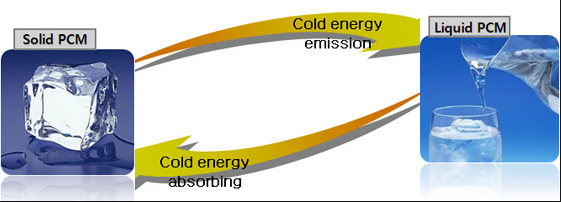 Solid PCM
Cold energy
emission
Liquid PCM
Cold energy
absorbing